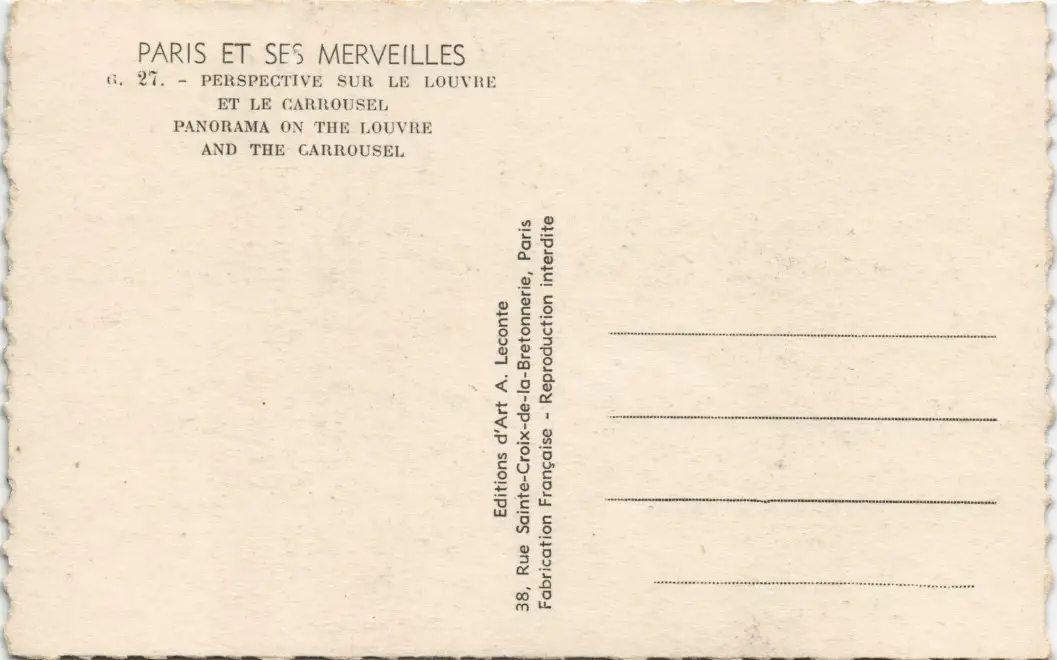 PARIS ET SES MERVEILLES
G. 27. - PERSPECTIVE SUR LE LOUVRE
ET LE CARROUSEL
PANORAMA ON THE LOUVRE
AND THE CARROUSEL
Editions d'Art A. Leconte
38, Rue Sainte-Croix-de-la-Bretonnerie, Paris
Fabrication Française - Reproduction interdite